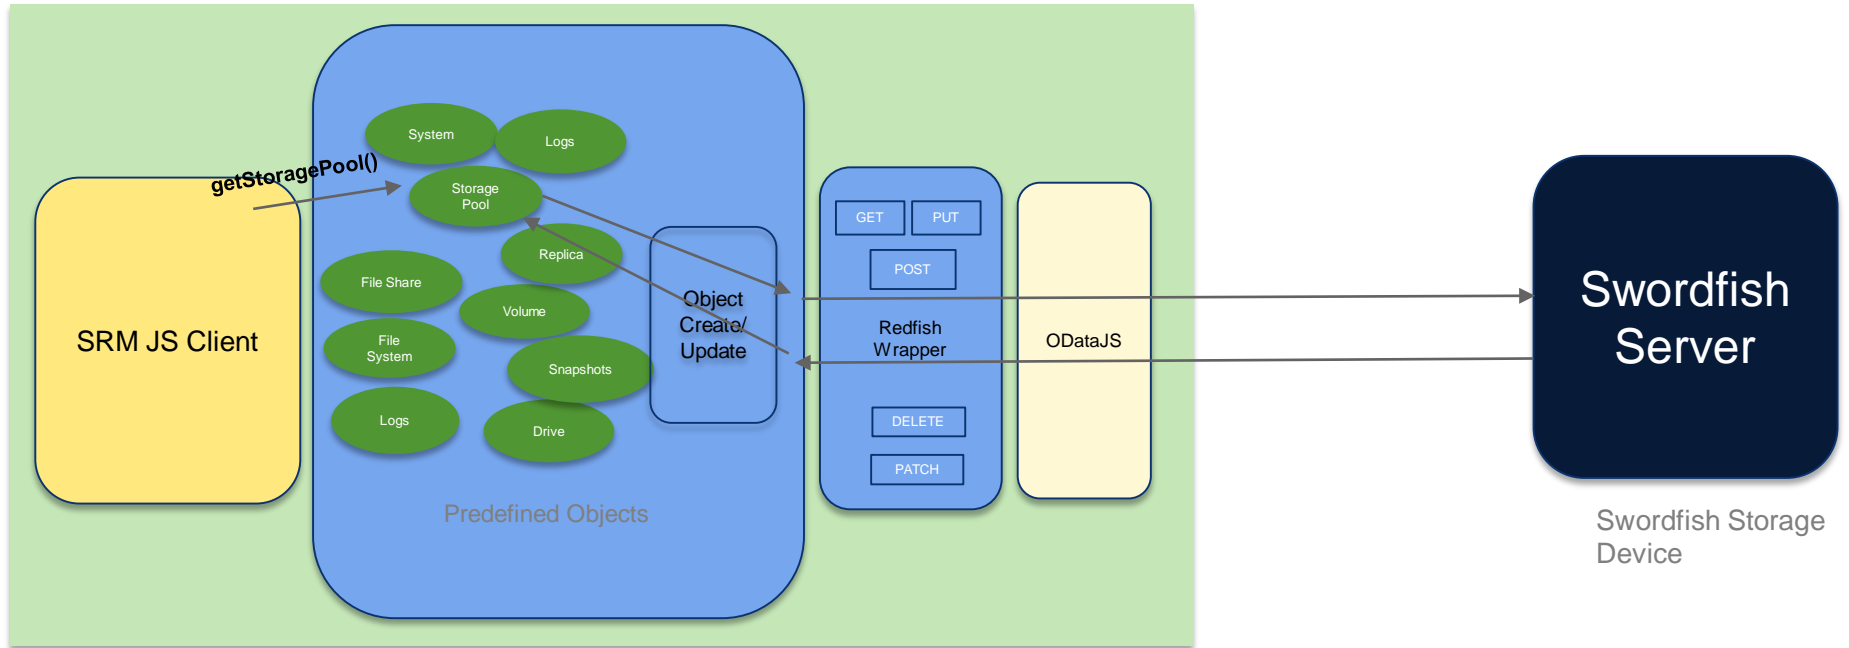 System
Logs
getStoragePool()
Storage
Pool
Replica
File Share
Volume
File
System
Snapshots
Logs
Drive
Predefined Objects
SRM JS Client
Object
Create/
Update
GET
PUT
POST
Redfish
Wrapper
DELETE
PATCH
ODataJS
Swordfish
Server
Swordfish Storage
Device